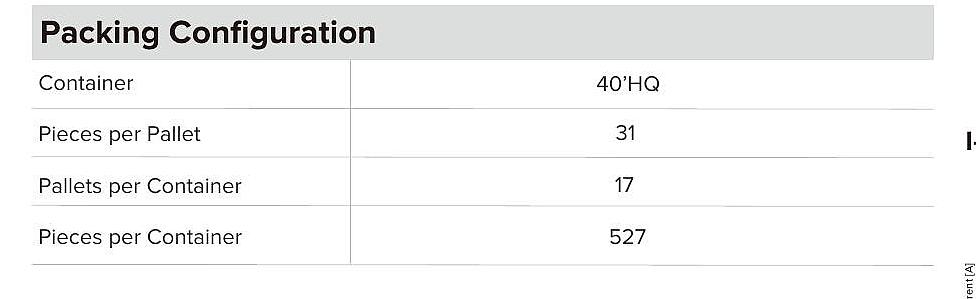 Packing Configuration
Container 40’HQ
Pieces per Pallet 31
Pallets per Container 17
Pieces per Container 527
rent [A]